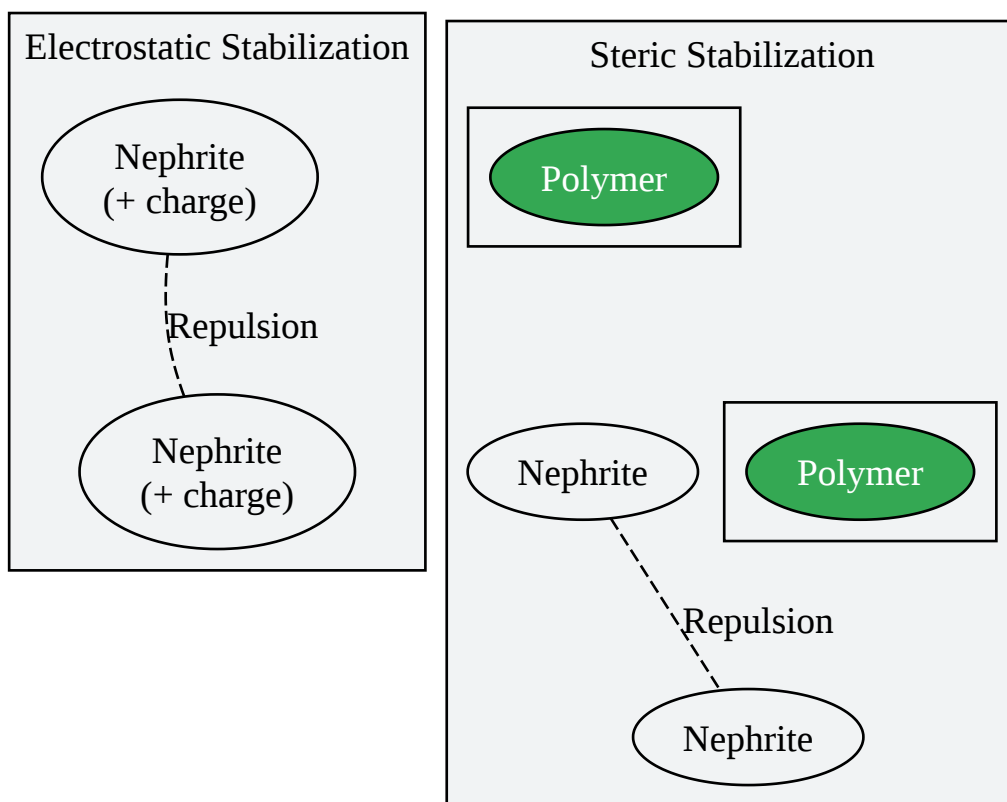 Electrostatic Stabilization
Nephrite
(+ charge)
Repulsion
Nephrite
(+ charge)
Steric Stabilization
Polymer
Nephrite
Polymer
Repulsion
Nephrite